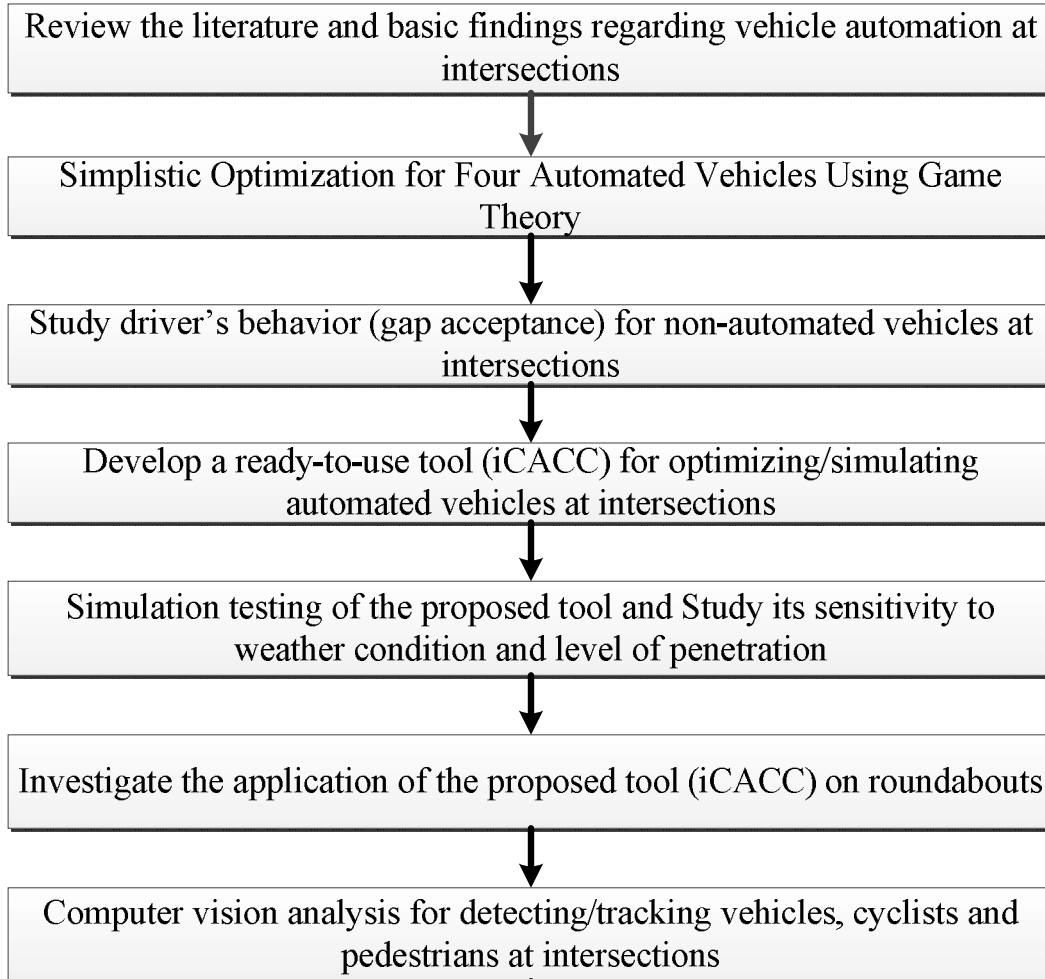 Review the literature and basic findings regarding vehicle automation at
intersections
Simplistic Optimization for Four Automated Vehicles Using Game
Theory
Study driver’s behavior (gap acceptance) for non-automated vehicles at
intersections
Develop a ready-to-use tool (iCACC) for optimizing/simulating
automated vehicles at intersections
Simulation testing of the proposed tool and Study its sensitivity to
weather condition and level of penetration
Investigate the application of the proposed tool (iCACC) on roundabouts
Computer vision analysis for detecting/tracking vehicles, cyclists and
pedestrians at intersections